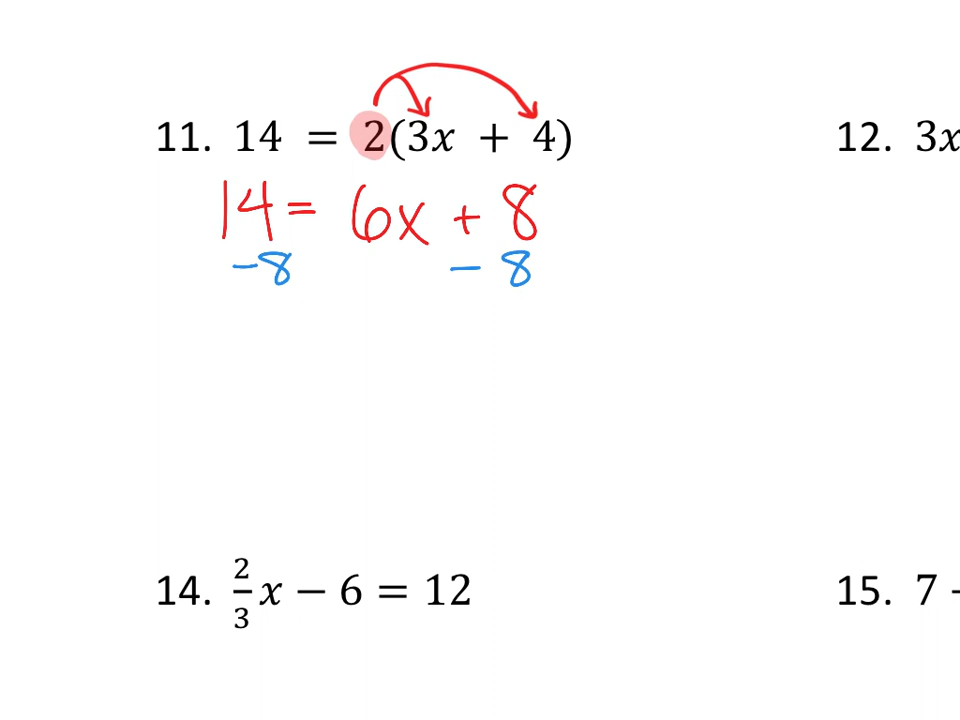 11. 14 = 2(3x + 4)
12. 3x
14 = 6x + 8
-8 - 8
14. 2/3 x − 6 = 12
15. 7 -